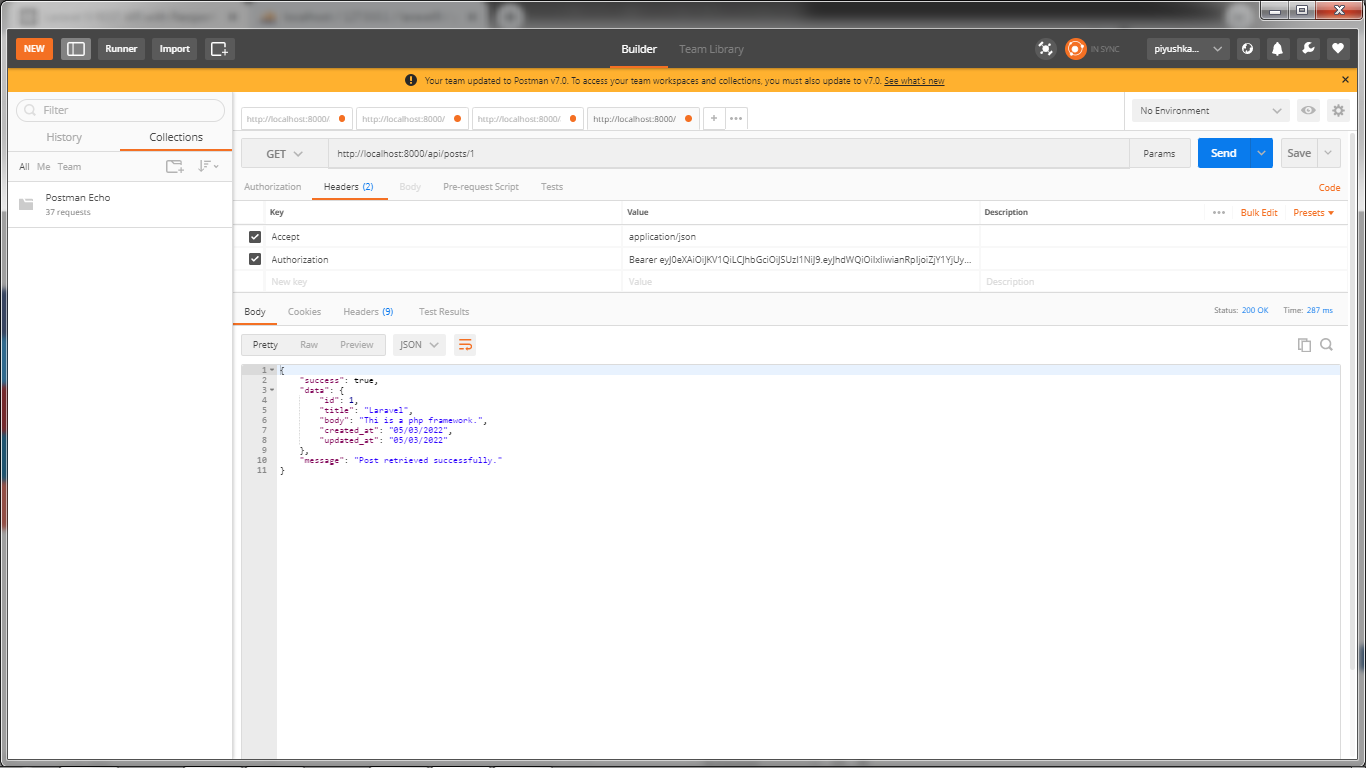 NEW Runner Import Builder Team Library IN SYNC piyushka...
Your team updated to Postman v7.0. To access your team workspaces and collections, you must also update to v7.0. See what's new
Filter
History Collections
All Me Team
Postman Echo
37 requests
http://localhost:8000/ http://localhost:8000/ http://localhost:8000/ http://localhost:8000/ + ••• No Environment
GET http://localhost:8000/api/posts/1 Params Send Save
Authorization Headers (2) Body Pre-request Script Tests Code
Key Value Description ••• Bulk Edit Presets
Accept application/json
Authorization
New key Value Description
Body Cookies Headers (9) Test Results Status: 200 OK Time: 287 ms
Pretty Raw Preview JSON
1 {
2 "success": true,
3 "data": {
4 "id": 1,
5 "title": "Laravel",
6 "body": "Thi is a php framework.",
7 "created_at": "05/03/2022",
8 "updated_at": "05/03/2022"
9 },
10 "message": "Post retrieved successfully."
11 }